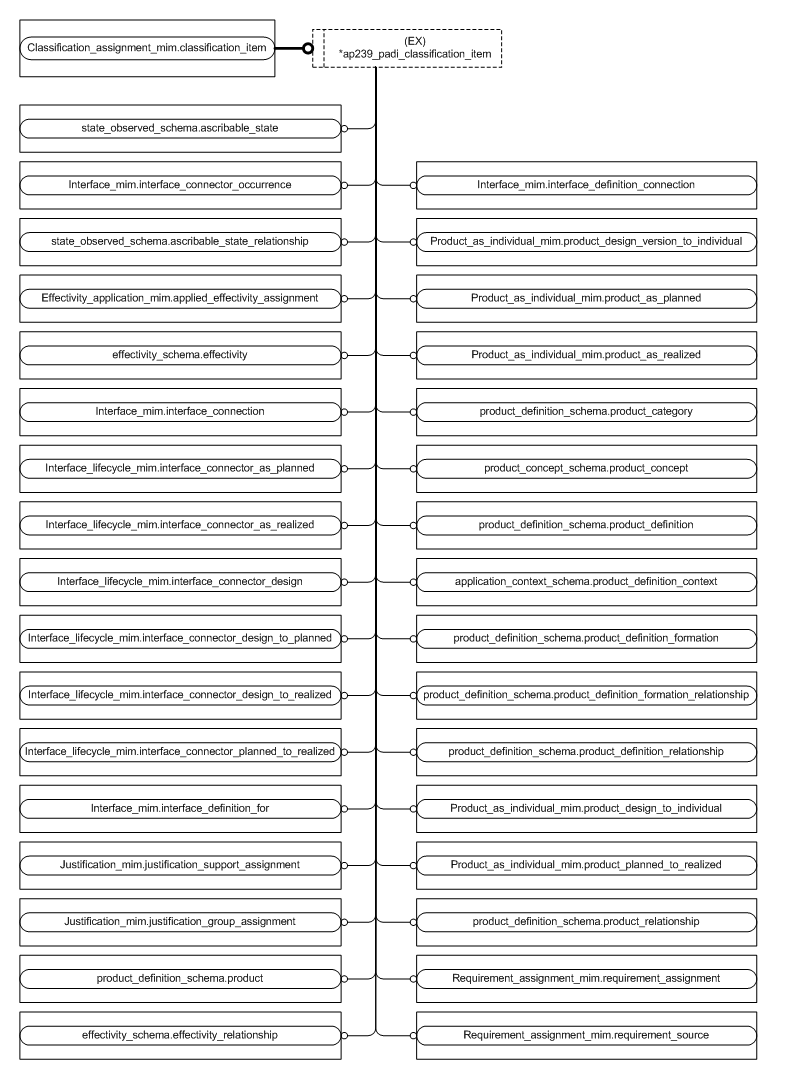 Classification_assignment_mim.classification_item
(EX)
*ap239_padi_classification_item
state_observed_schema.ascribable_state
Interface_mim.interface_connector_occurrence
Interface_mim.interface_definition_connection
state_observed_schema.ascribable_state_relationship
Product_as_individual_mim.product_design_version_to_individual
Effectivity_application_mim.applied_effectivity_assignment
Product_as_individual_mim.product_as_planned
effectivity_schema.effectivity
Product_as_individual_mim.product_as_realized
Interface_mim.interface_connection
product_definition_schema.product_category
Interface_lifecycle_mim.interface_connector_as_planned
product_concept_schema.product_concept
Interface_lifecycle_mim.interface_connector_as_realized
product_definition_schema.product_definition
Interface_lifecycle_mim.interface_connector_design
application_context_schema.product_definition_context
Interface_lifecycle_mim.interface_connector_design_to_planned
product_definition_schema.product_definition_formation
Interface_lifecycle_mim.interface_connector_design_to_realized
product_definition_schema.product_definition_formation_relationship
Interface_lifecycle_mim.interface_connector_planned_to_realized
product_definition_schema.product_definition_relationship
Interface_mim.interface_definition_for
Product_as_individual_mim.product_design_to_individual
Justification_mim.justification_support_assignment
Product_as_individual_mim.product_planned_to_realized
Justification_mim.justification_group_assignment
product_definition_schema.product_relationship
product_definition_schema.product
Requirement_assignment_mim.requirement_assignment
effectivity_schema.effectivity_relationship
Requirement_assignment_mim.requirement_source